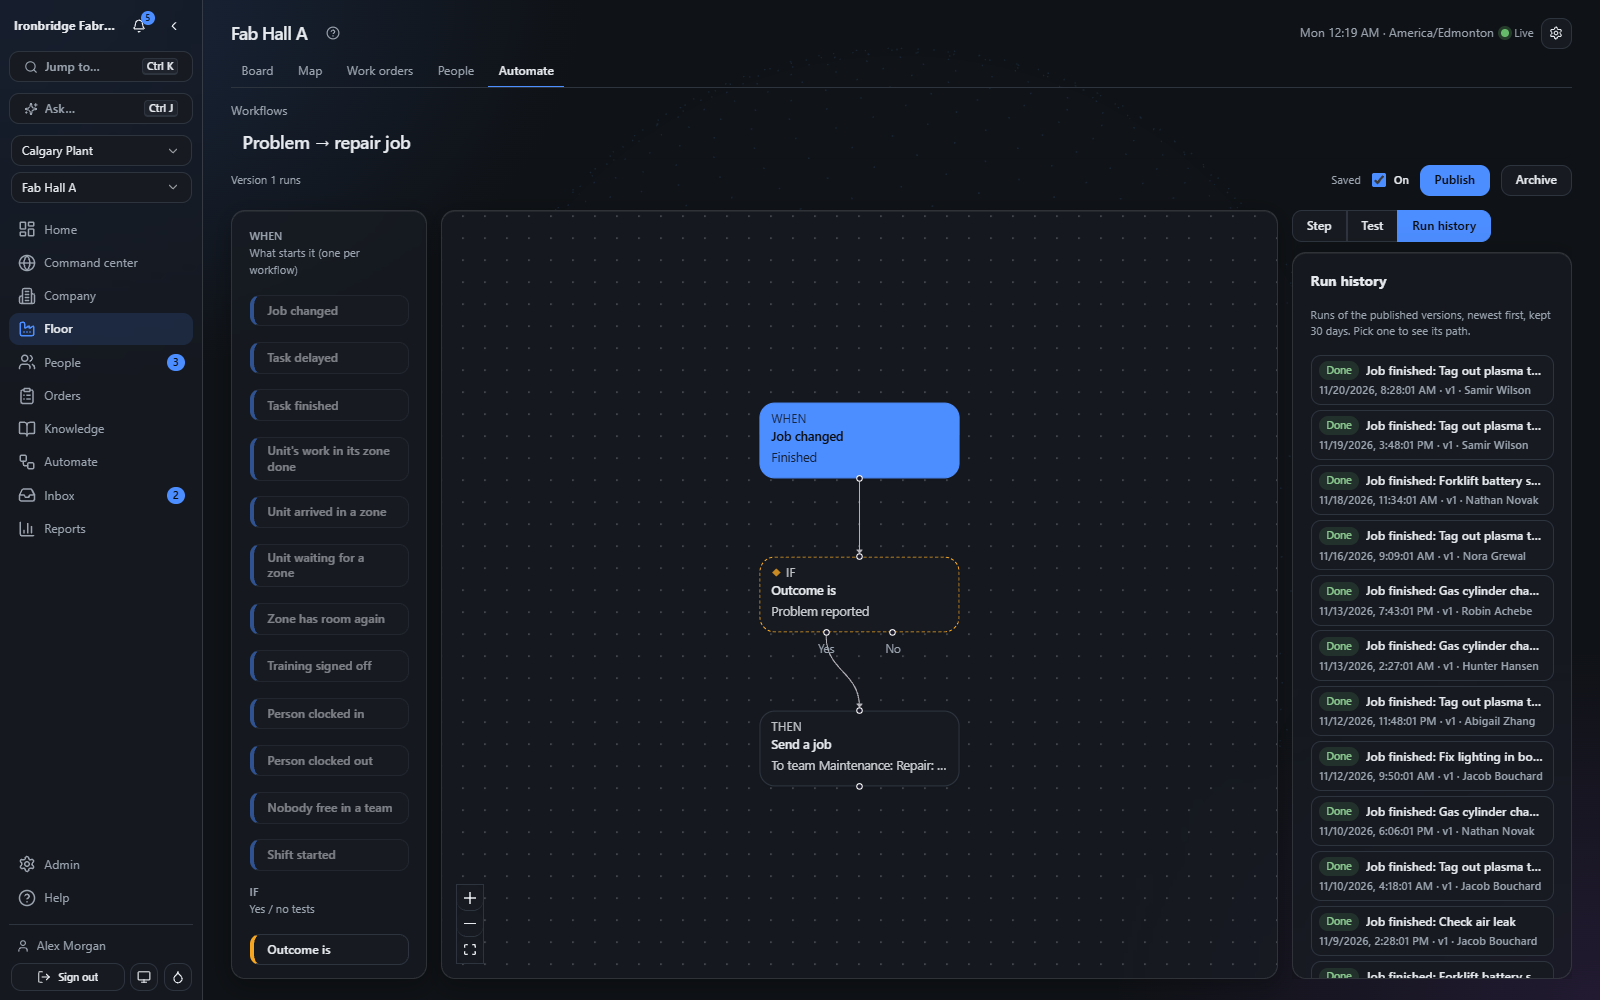 Ironbridge Fabr...
5
Jump to...
Ctrl K
Ask...
Ctrl J
Calgary Plant
Fab Hall A
Home
Command center
Company
Floor
People
3
Orders
Knowledge
Automate
Inbox
2
Reports
Admin
Help
Alex Morgan
Sign out
Fab Hall A
Mon 12:19 AM · America/Edmonton
Live
Board
Map
Work orders
People
Automate
Workflows
Problem → repair job
Version 1 runs
Saved
On
Publish
Archive
WHEN
What starts it (one per
workflow)
Job changed
Task delayed
Task finished
Unit's work in its zone
done
Unit arrived in a zone
Unit waiting for a
zone
Zone has room again
Training signed off
Person clocked in
Person clocked out
Nobody free in a team
Shift started
IF
Yes / no tests
Outcome is
WHEN
Job changed
Finished
IF
Outcome is
Problem reported
Yes
No
THEN
Send a job
To team Maintenance: Repair: ...
Step
Test
Run history
Run history
Runs of the published versions, newest first, kept
30 days. Pick one to see its path.
Done Job finished: Tag out plasma t...
11/20/2026, 8:28:01 AM · v1 · Samir Wilson
Done Job finished: Tag out plasma t...
11/19/2026, 3:48:01 PM · v1 · Samir Wilson
Done Job finished: Forklift battery s...
11/18/2026, 11:34:01 AM · v1 · Nathan Novak
Done Job finished: Tag out plasma t...
11/16/2026, 9:09:01 AM · v1 · Nora Grewal
Done Job finished: Gas cylinder cha...
11/13/2026, 7:43:01 PM · v1 · Robin Achebe
Done Job finished: Gas cylinder cha...
11/13/2026, 2:27:01 AM · v1 · Hunter Hansen
Done Job finished: Tag out plasma t...
11/12/2026, 11:48:01 PM · v1 · Abigail Zhang
Done Job finished: Fix lighting in bo...
11/12/2026, 9:50:01 AM · v1 · Jacob Bouchard
Done Job finished: Gas cylinder cha...
11/10/2026, 6:06:01 PM · v1 · Nathan Novak
Done Job finished: Tag out plasma t...
11/10/2026, 4:18:01 AM · v1 · Jacob Bouchard
Done Job finished: Check air leak
11/9/2026, 2:28:01 PM · v1 · Jacob Bouchard
Done Job finished: Forklift battery s...